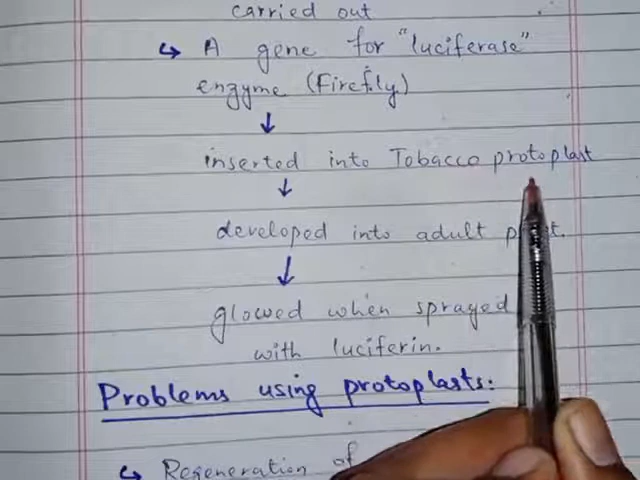 carried out
↳ A gene for "luciferase"
enzyme (Firefly)
↓
inserted into Tobacco protoplast
↓
developed into adult
↓
glowed when sprayed
with luciferin.
Problems using protoplasts:
↳ Regeneration of